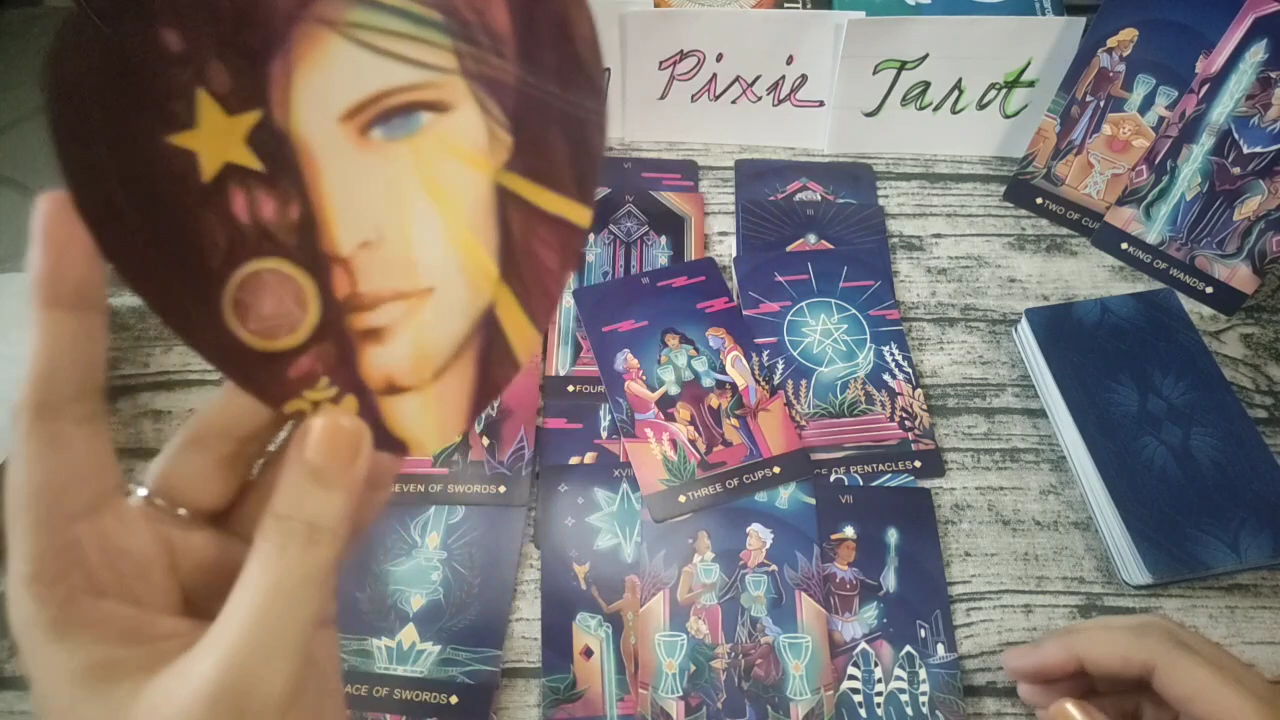 Pixie Tarot
VI
IV
III
III
TWO OF CU
KING OF WANDS
FOUR
EVEN OF SWORDS
THREE OF CUPS
CE OF PENTACLES
XVII
VII
ACE OF SWORDS